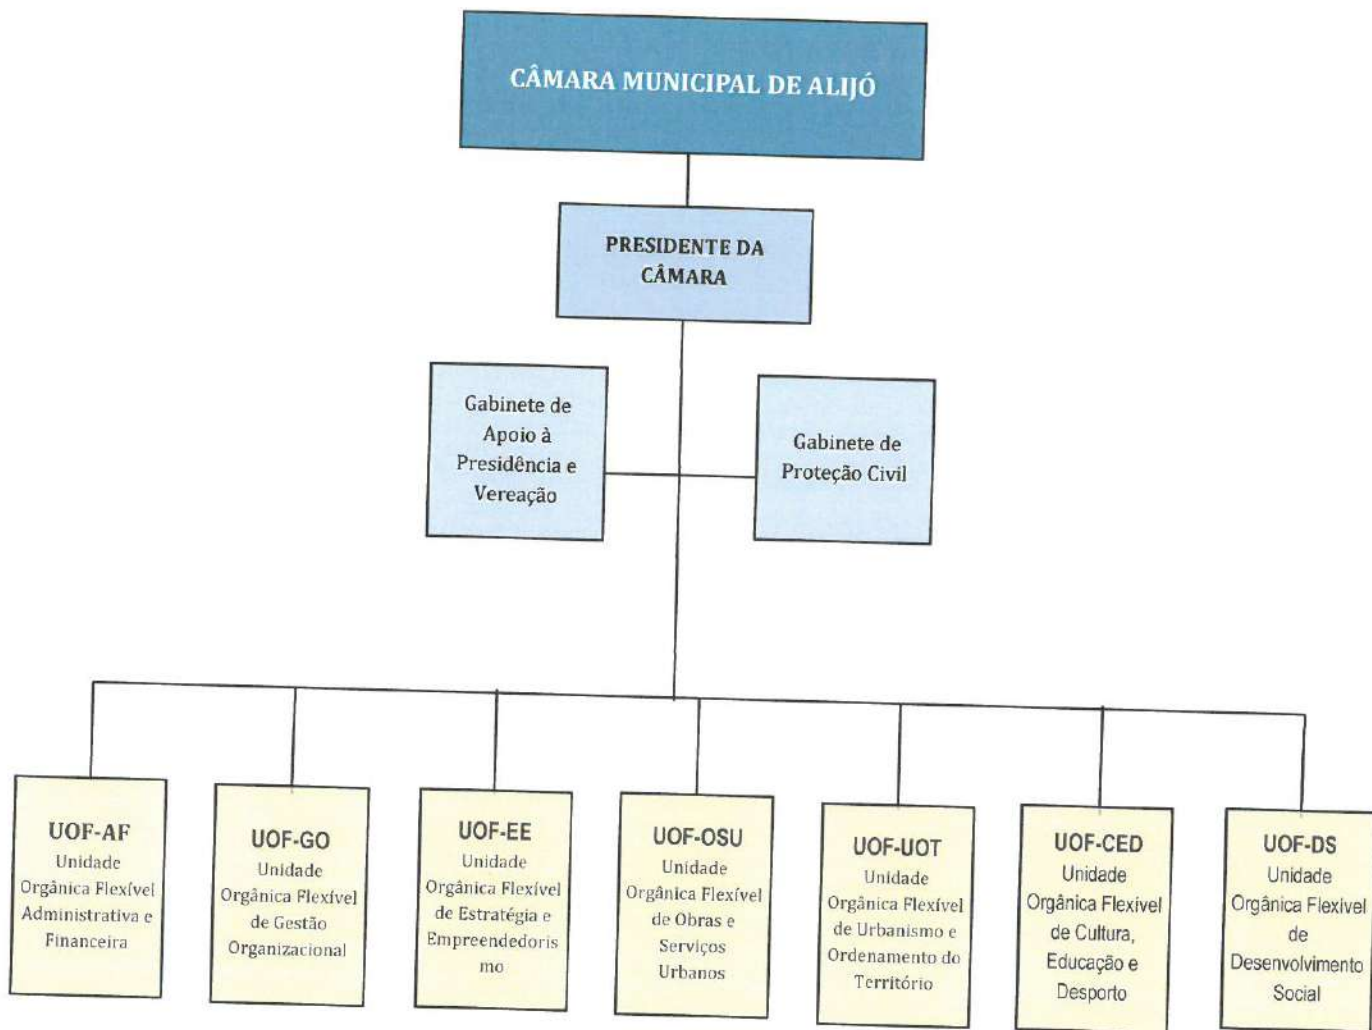 CÂMARA MUNICIPAL DE ALIJÓ
PRESIDENTE DA
CÂMARA
Gabinete de
Apoio à
Presidência e
Vereação
Gabinete de
Proteção Civil
UOF-AF
Unidade
Orgânica Flexível
Administrativa e
Financeira
UOF-GO
Unidade
Orgânica Flexível
de Gestão
Organizacional
UOF-EE
Unidade
Orgânica Flexível
de Estratégia e
Empreendedoris
mo
UOF-OSU
Unidade
Orgânica Flexível
de Obras e
Serviços
Urbanos
UOF-UOT
Unidade
Orgânica Flexível
de Urbanismo e
Ordenamento do
Território
UOF-CED
Unidade
Orgânica Flexível
de Cultura,
Educação e
Desporto
UOF-DS
Unidade
Orgânica Flexível
de
Desenvolvimento
Social